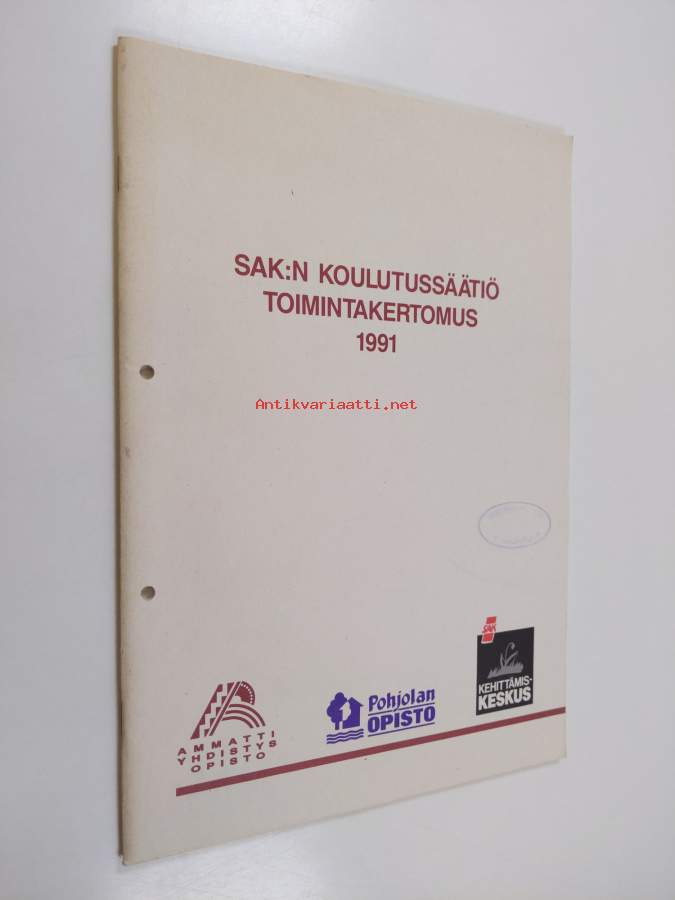 SAK:N KOULUTUSSÄÄTIÖ
TOIMINTAKERTOMUS
1991
Antikvariaatti.net
SAK
KEHITTÄMIS-
KESKUS
Pohjolan
OPISTO
AMMATTI
YHDISTYS
OPISTO